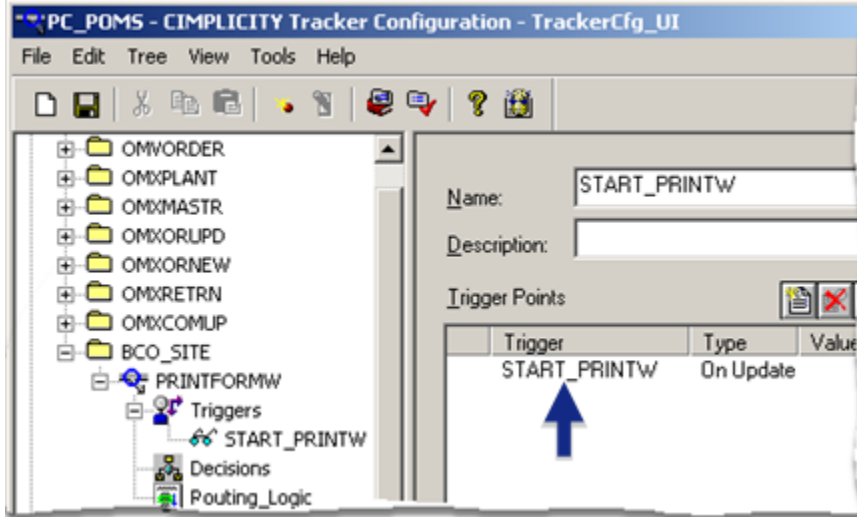 PC_POMS - CIMPLICITY Tracker Configuration - TrackerCfg_UI
File Edit Tree View Tools Help
OMVORDER
OMXPLANT
OMXMASTR
OMXORUPD
OMXORNEW
OMXRETRN
OMXCOMUP
BCO_SITE
PRINTFORMW
Triggers
START_PRINTW
Decisions
Routing_Logic
Name: START_PRINTW
Description:
Trigger Points
Trigger Type Value
START_PRINTW On Update